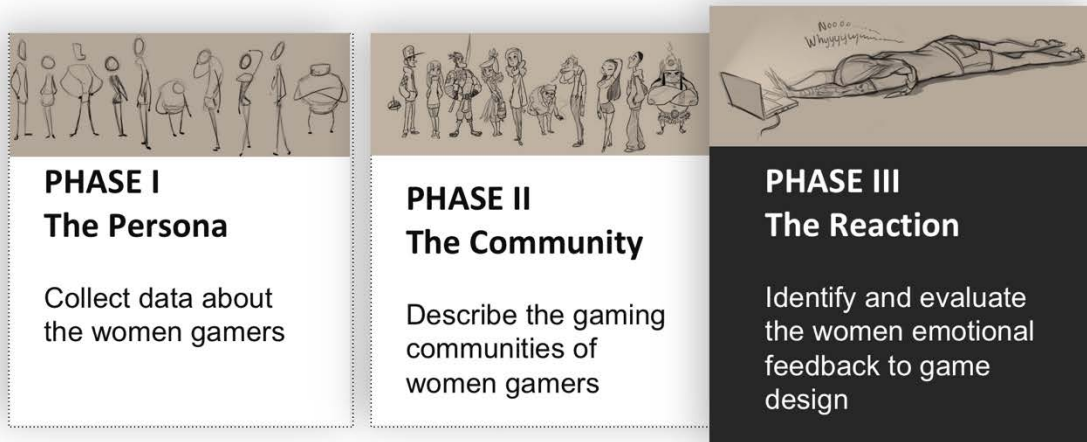 PHASE I
The Persona
Collect data about
the women gamers
PHASE II
The Community
Describe the gaming
communities of
women gamers
Nooo...
PHASE III
The Reaction
Identify and evaluate
the women emotional
feedback to game
design